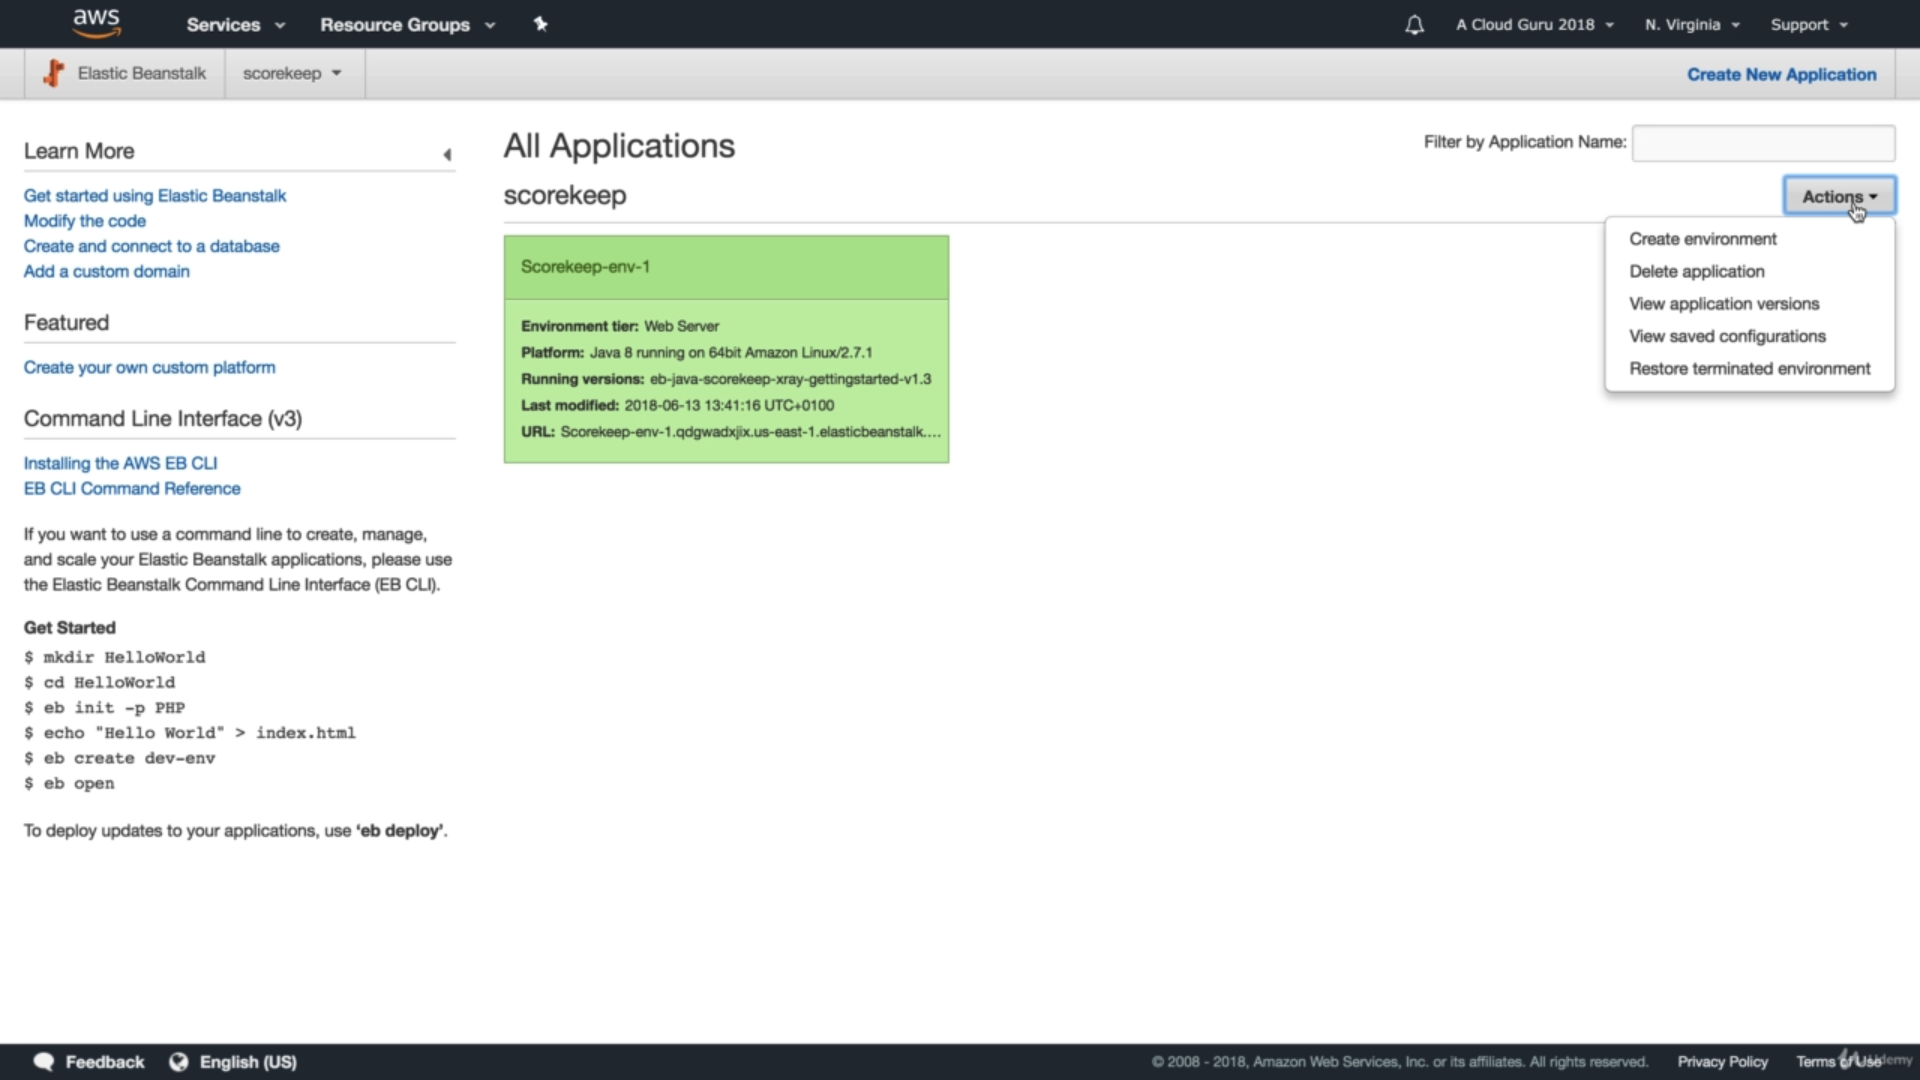 aws
Services
Resource Groups
A Cloud Guru 2018
N. Virginia
Support
Elastic Beanstalk
scorekeep
Create New Application
Learn More
Get started using Elastic Beanstalk
Modify the code
Create and connect to a database
Add a custom domain
Featured
Create your own custom platform
Command Line Interface (v3)
Installing the AWS EB CLI
EB CLI Command Reference
If you want to use a command line to create, manage,
and scale your Elastic Beanstalk applications, please use
the Elastic Beanstalk Command Line Interface (EB CLI).
Get Started
$ mkdir HelloWorld
$ cd HelloWorld
$ eb init -p PHP
$ echo "Hello World" > index.html
$ eb create dev-env
$ eb open
To deploy updates to your applications, use ‘eb deploy’.
All Applications
Filter by Application Name:
scorekeep
Actions
Create environment
Delete application
View application versions
View saved configurations
Restore terminated environment
Scorekeep-env-1
Environment tier: Web Server
Platform: Java 8 running on 64bit Amazon Linux/2.7.1
Running versions: eb-java-scorekeep-xray-gettingstarted-v1.3
Last modified: 2018-06-13 13:41:16 UTC+0100
URL: Scorekeep-env-1.qdgwadxjix.us-east-1.elasticbeanstalk....
Feedback
English (US)
© 2008 - 2018, Amazon Web Services, Inc. or its affiliates. All rights reserved.
Privacy Policy
Terms of Use